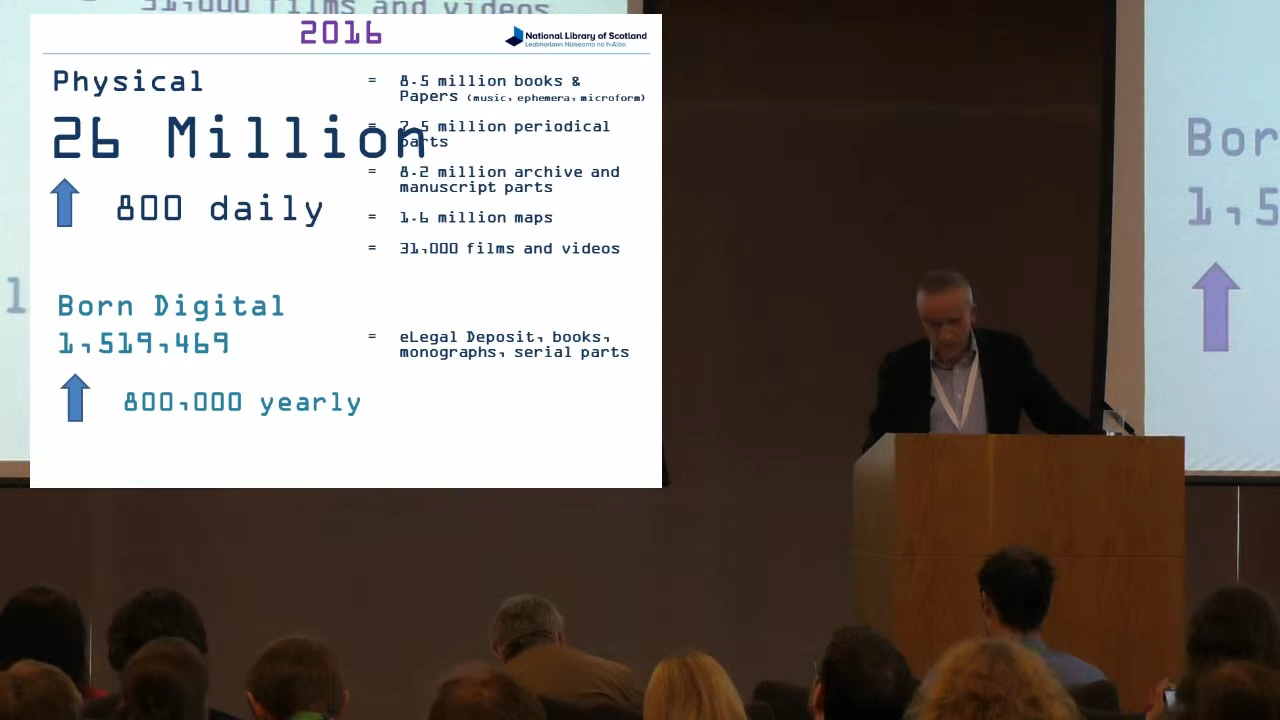 31,000 films and videos
2016
National Library of Scotland
Leabharlann Nàiseanta na h-Alba
Physical
26 Million
800 daily
= 8.5 million books &
Papers (music, ephemera, microform)
= 7.5 million periodical
parts
= 8.2 million archive and
manuscript parts
= 1.6 million maps
= 31,000 films and videos
Born Digital
1,519,469
800,000 yearly
= eLegal Deposit, books,
monographs, serial parts
Bor
1,5